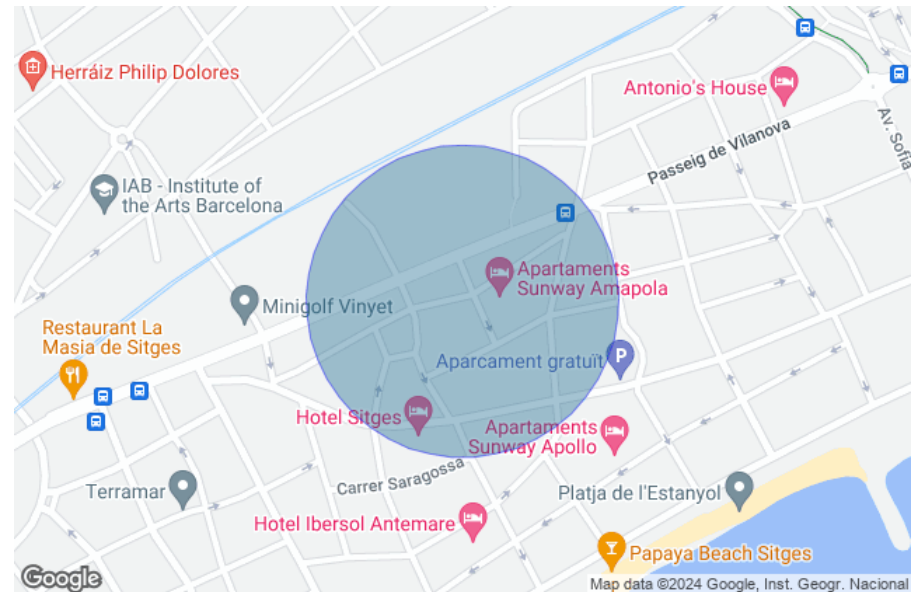 Herráiz Philip Dolores
Antonio's House
Passeig de Vilanova
Av. Sofia
IAB - Institute of
the Arts Barcelona
Apartaments
Sunway Amapola
Minigolf Vinyet
Restaurant La
Masia de Sitges
Aparcament gratuït
P
Hotel Sitges
Apartaments
Sunway Apollo
Carrer Saragossa
Terramar
Platja de l'Estanyol
Hotel Ibersol Antemare
Papaya Beach Sitges
Google
Map data ©2024 Google, Inst. Geogr. Nacional